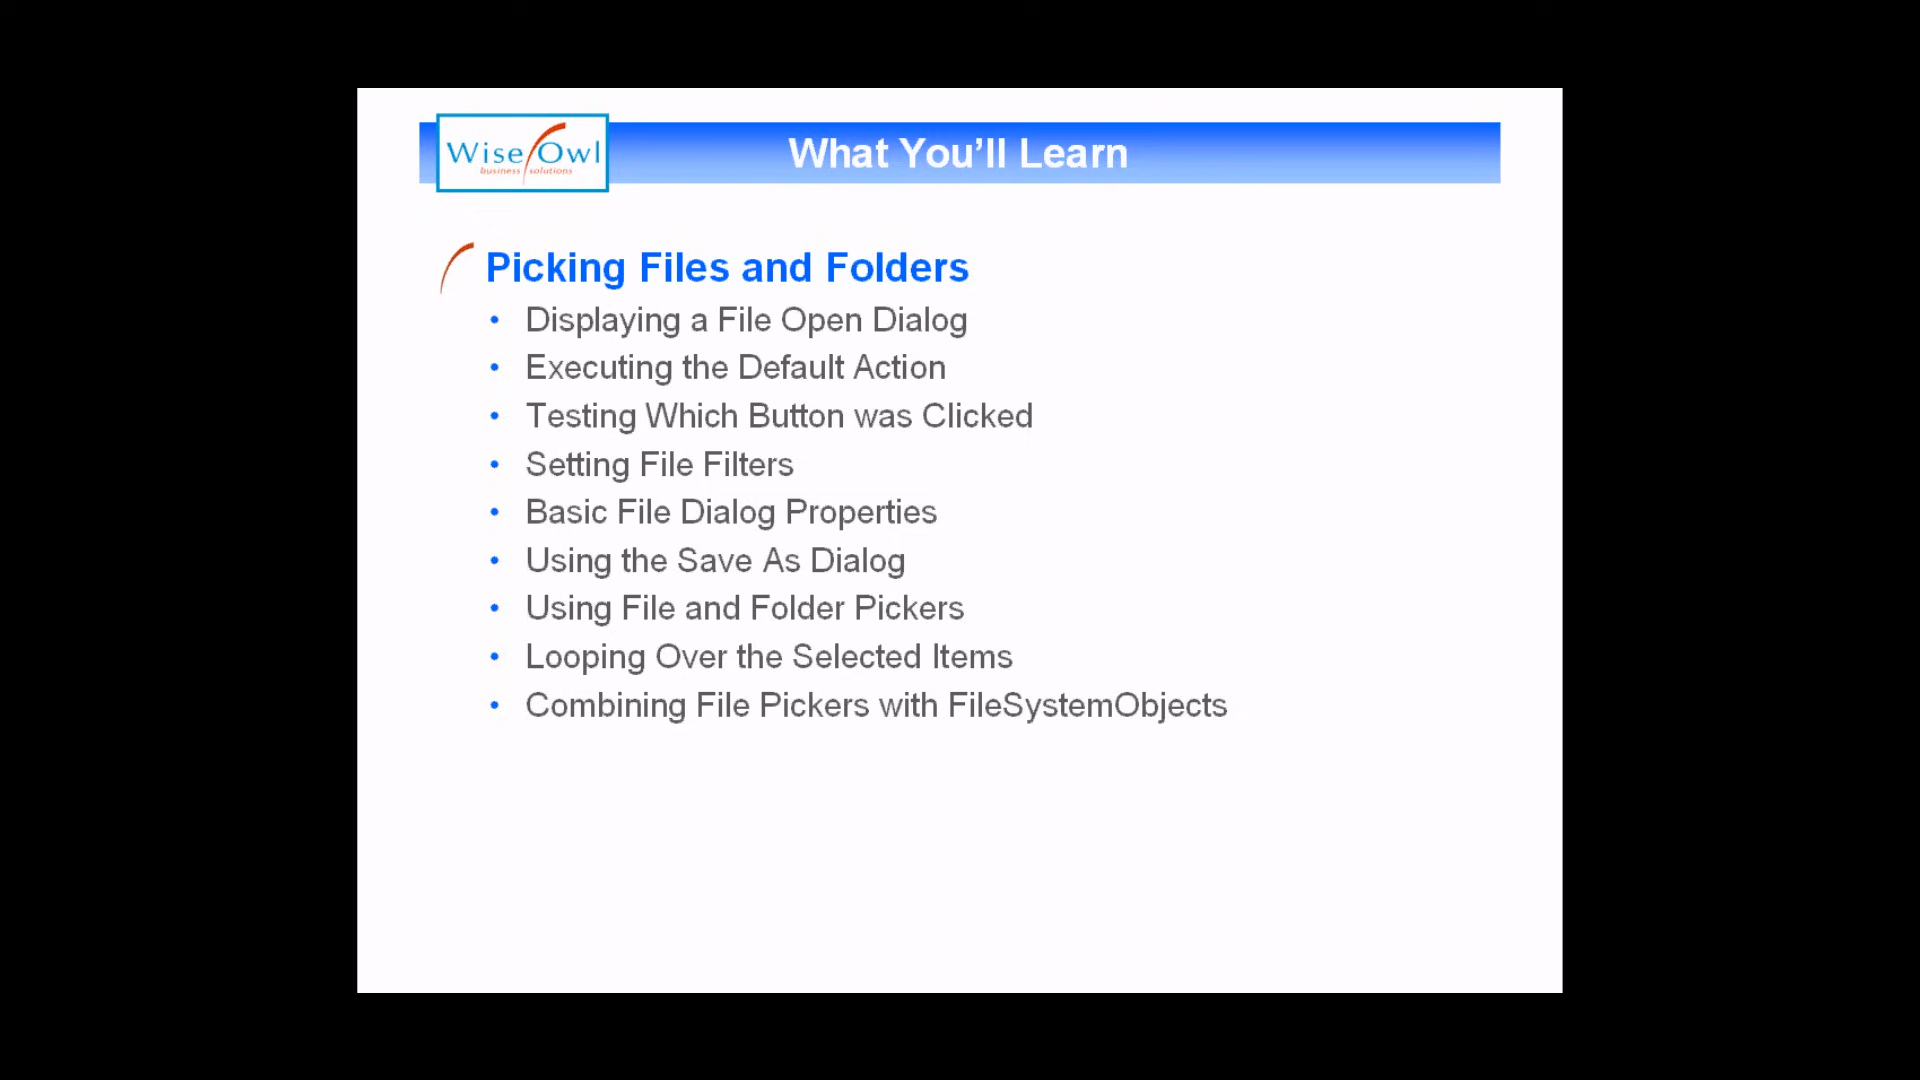 Wise Owl
business solutions
What You'll Learn
Picking Files and Folders
• Displaying a File Open Dialog
• Executing the Default Action
• Testing Which Button was Clicked
• Setting File Filters
• Basic File Dialog Properties
• Using the Save As Dialog
• Using File and Folder Pickers
• Looping Over the Selected Items
• Combining File Pickers with FileSystemObjects